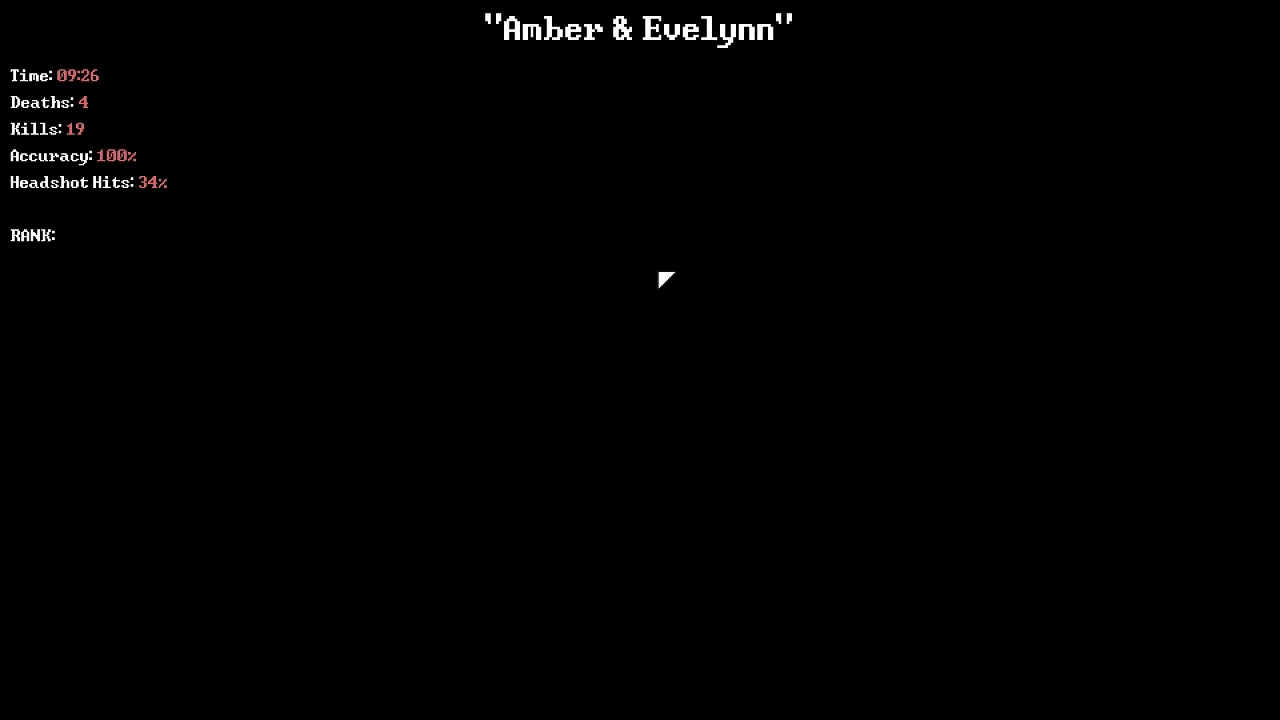 "Amber & Evelynn"
Time: 09:26
Deaths: 4
Kills: 19
Accuracy: 100%
Headshot Hits: 34%
RANK: